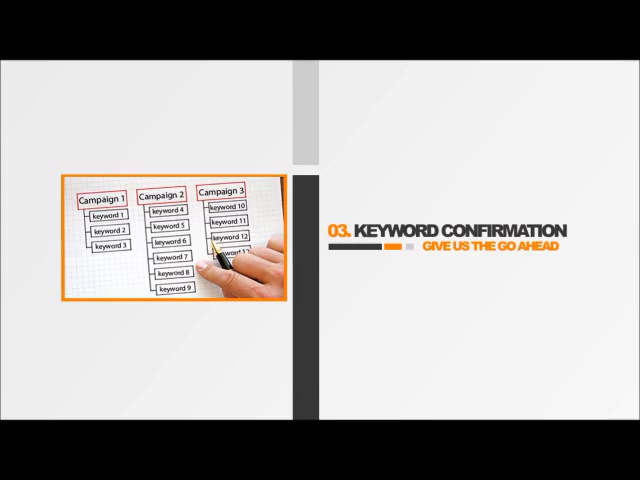 Campaign 1
keyword 1
keyword 2
keyword 3
Campaign 2
keyword 4
keyword 5
keyword 6
keyword 7
keyword 8
keyword 9
Campaign 3
keyword 10
keyword 11
keyword 12
03. KEYWORD CONFIRMATION
GIVE US THE GO AHEAD